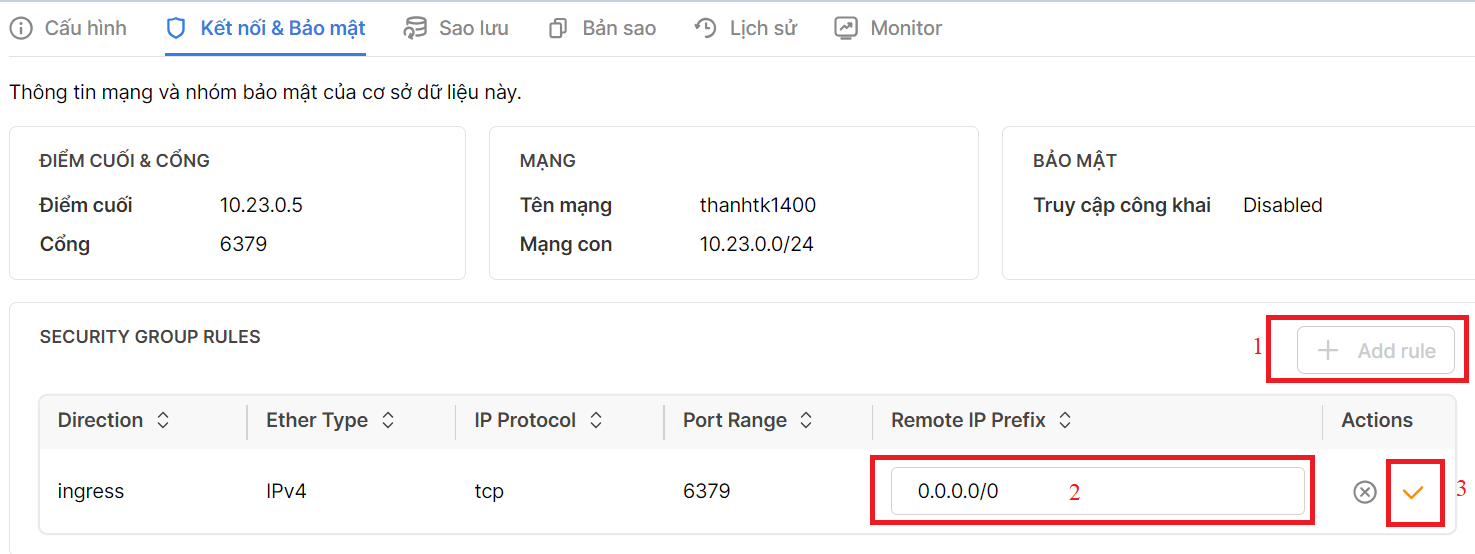 Cấu hình Kết nối & Bảo mật Sao lưu Bản sao Lịch sử Monitor
Thông tin mạng và nhóm bảo mật của cơ sở dữ liệu này.
ĐIỂM CUỐI & CỔNG
Điểm cuối 10.23.0.5
Cổng 6379
MẠNG
Tên mạng thanhtk1400
Mạng con 10.23.0.0/24
BẢO MẬT
Truy cập công khai Disabled
SECURITY GROUP RULES
1 Add rule
Direction Ether Type IP Protocol Port Range Remote IP Prefix Actions
ingress IPv4 tcp 6379 0.0.0.0/0 2 3